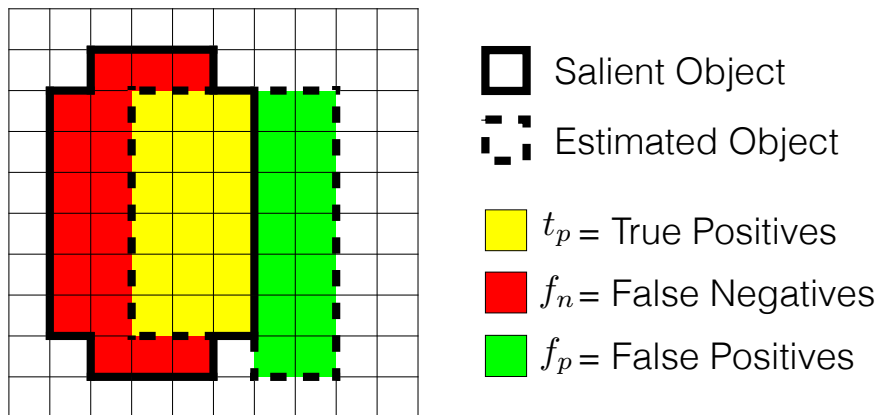 Salient Object
Estimated Object
t_p = True Positives
f_n = False Negatives
f_p = False Positives